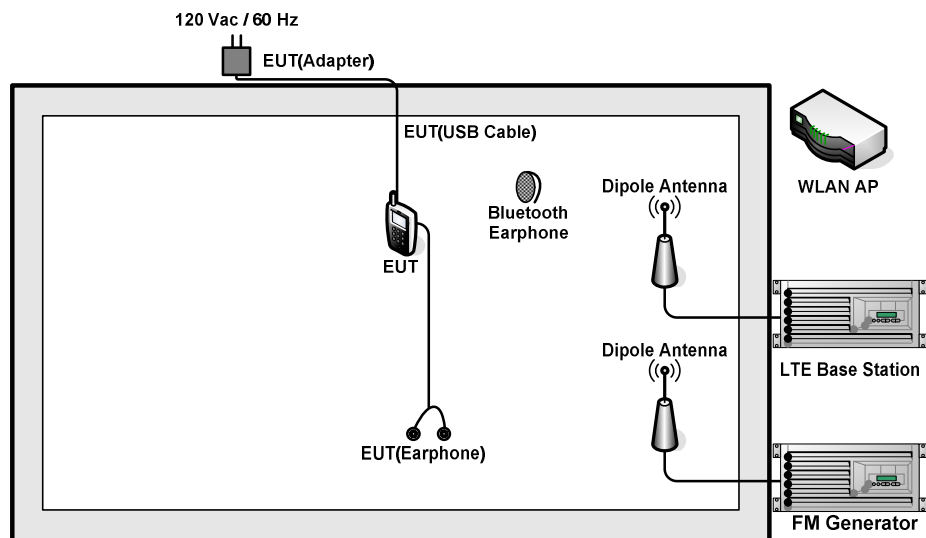 120 Vac / 60 Hz
EUT(Adapter)
EUT(USB Cable)
WLAN AP
Dipole Antenna
Bluetooth
Earphone
EUT
Dipole Antenna
LTE Base Station
EUT(Earphone)
FM Generator